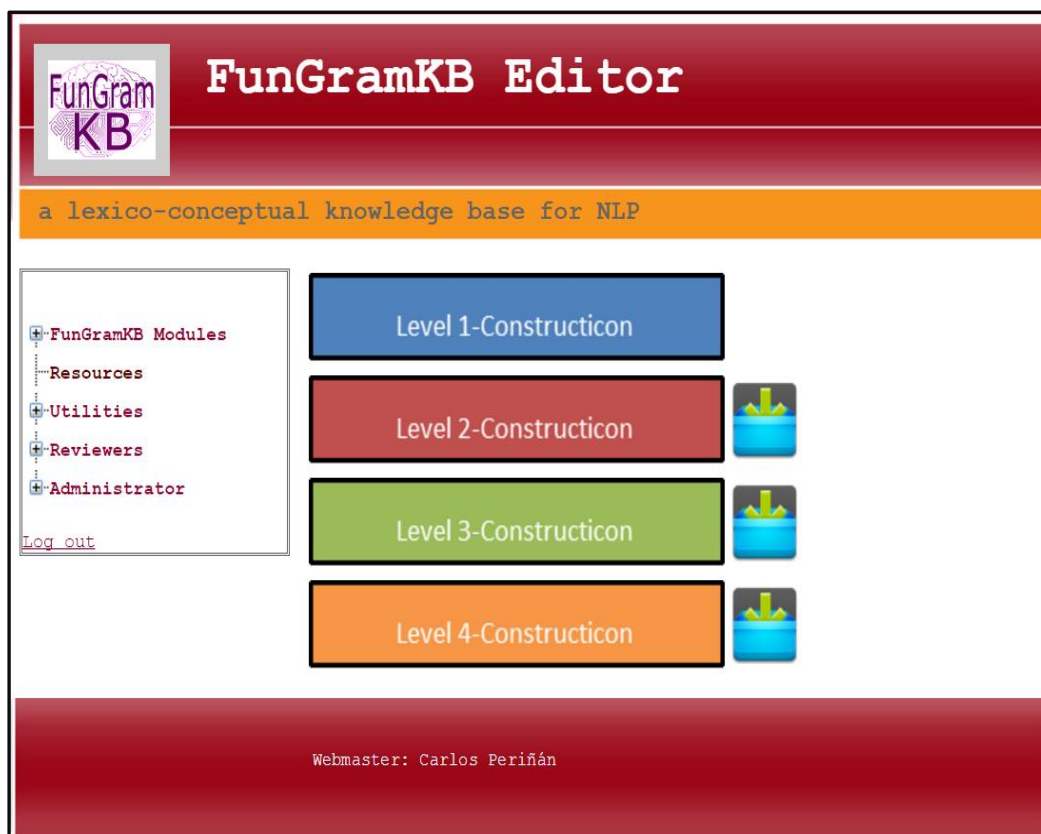 FunGram
KB
FunGramKB Editor
a lexico-conceptual knowledge base for NLP
FunGramKB Modules
Resources
Utilities
Reviewers
Administrator
Log out
Level 1-Constructicon
Level 2-Constructicon
Level 3-Constructicon
Level 4-Constructicon
Webmaster: Carlos Periñán